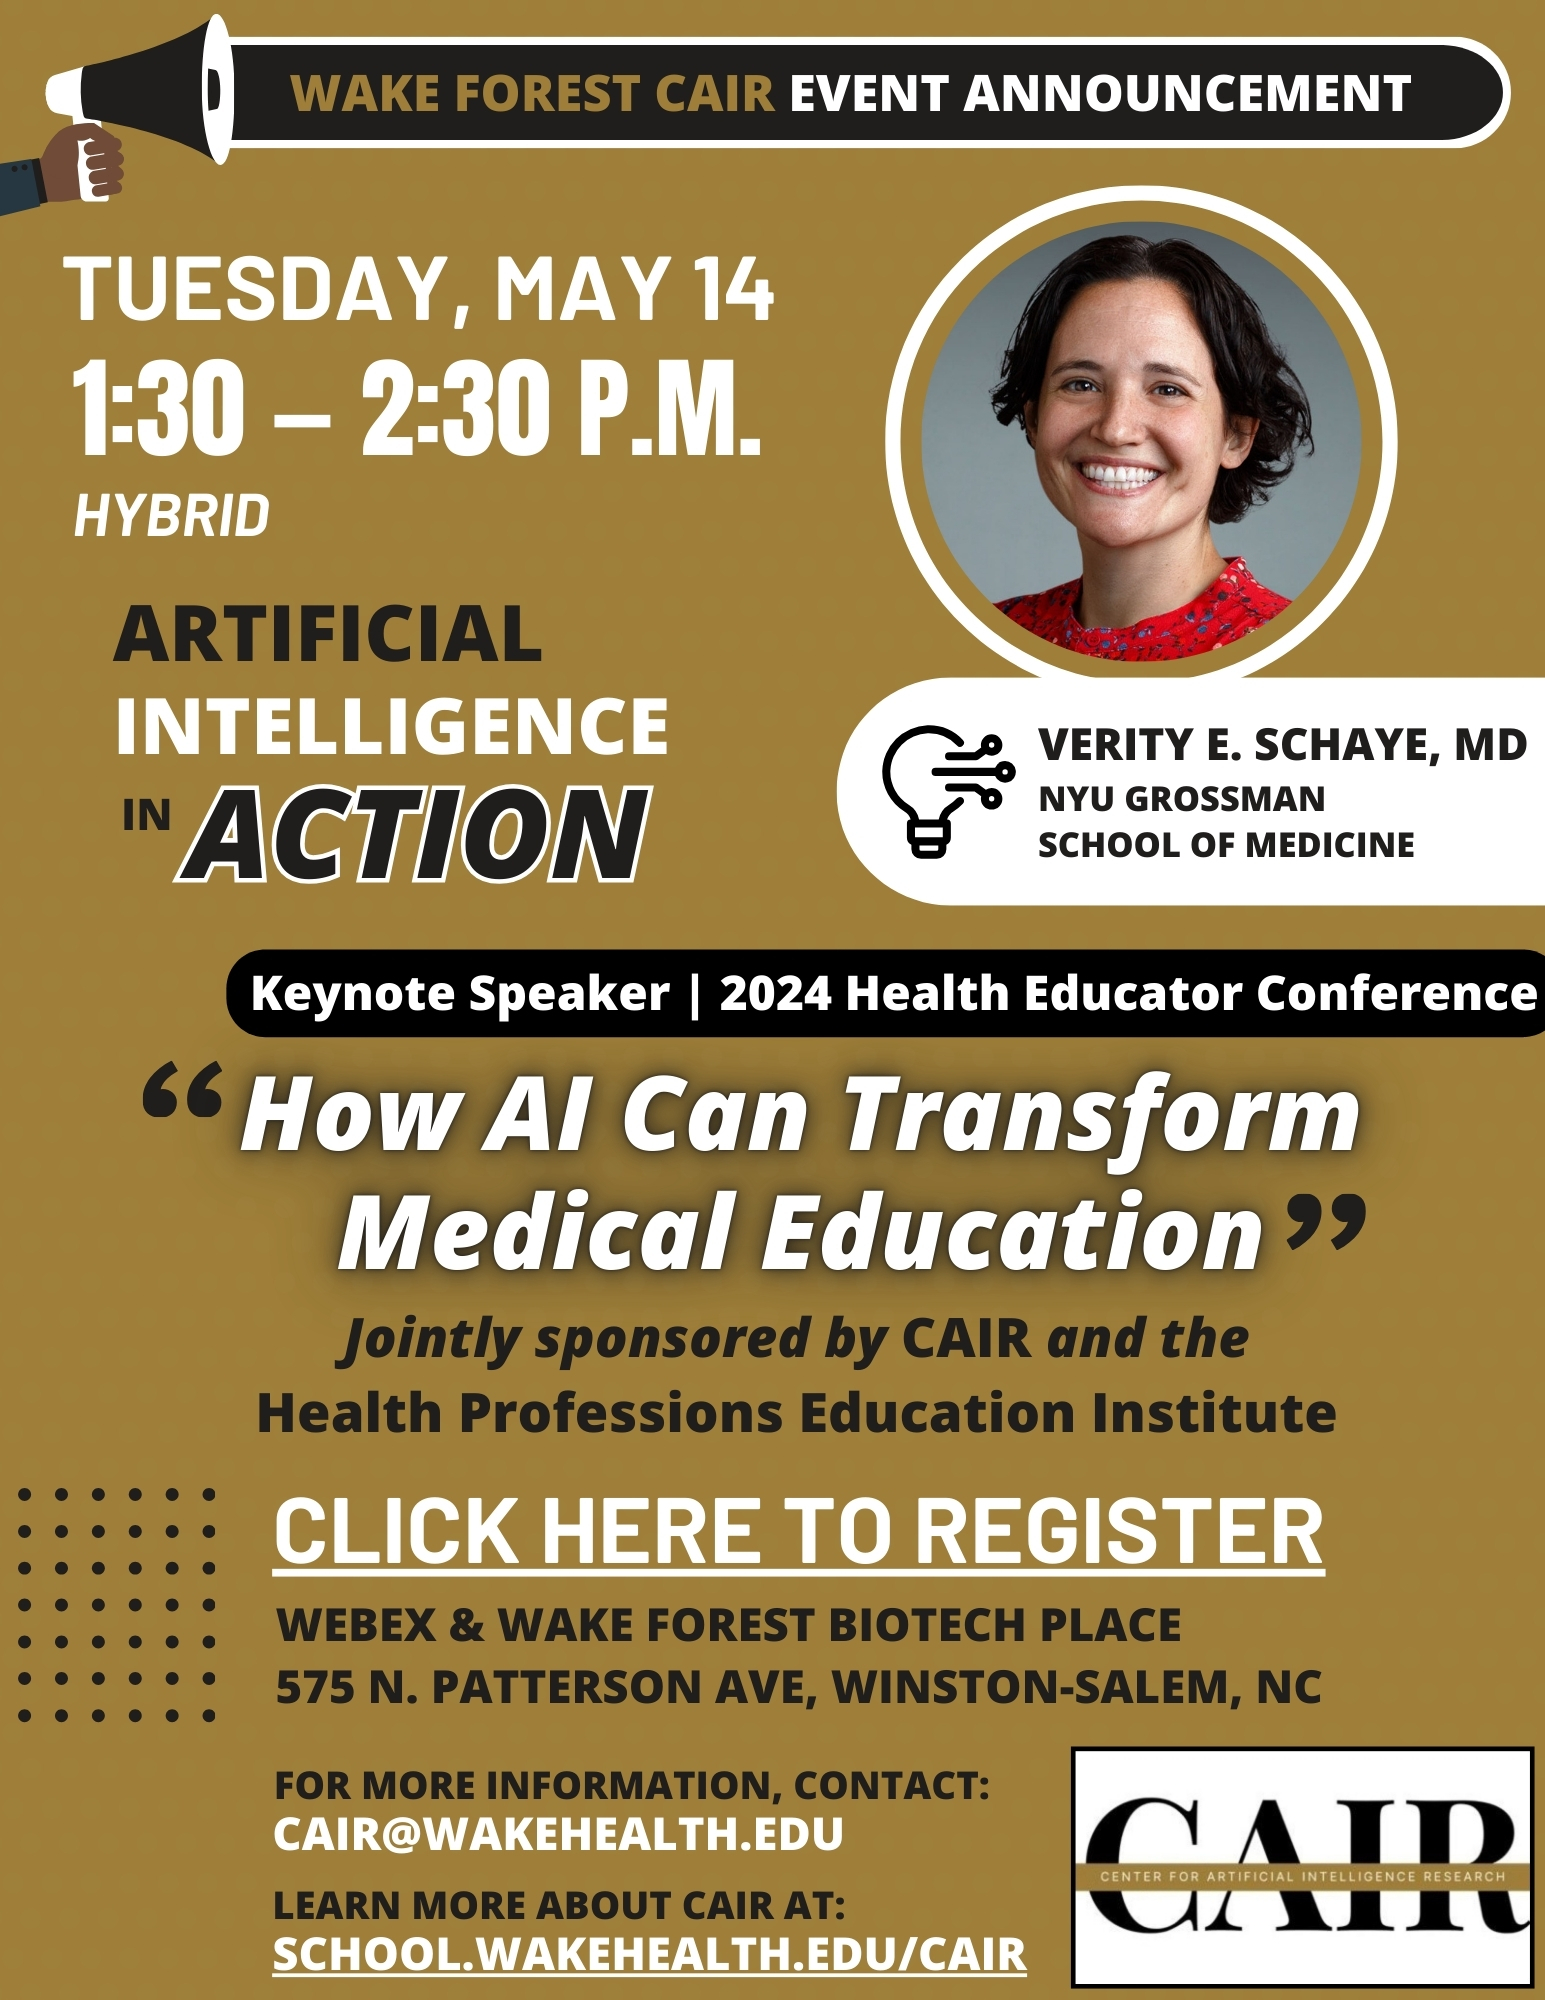 WAKE FOREST CAIR EVENT ANNOUNCEMENT
TUESDAY, MAY 14
1:30 – 2:30 P.M.
HYBRID
ARTIFICIAL
INTELLIGENCE
IN ACTION
VERITY E. SCHAYE, MD
NYU GROSSMAN
SCHOOL OF MEDICINE
Keynote Speaker | 2024 Health Educator Conference
“How AI Can Transform
Medical Education”
Jointly sponsored by CAIR and the
Health Professions Education Institute
CLICK HERE TO REGISTER
WEBEX & WAKE FOREST BIOTECH PLACE
575 N. PATTERSON AVE, WINSTON-SALEM, NC
FOR MORE INFORMATION, CONTACT:
CAIR@WAKEHEALTH.EDU
LEARN MORE ABOUT CAIR AT:
SCHOOL.WAKEHEALTH.EDU/CAIR
CAIR
CENTER FOR ARTIFICIAL INTELLIGENCE RESEARCH